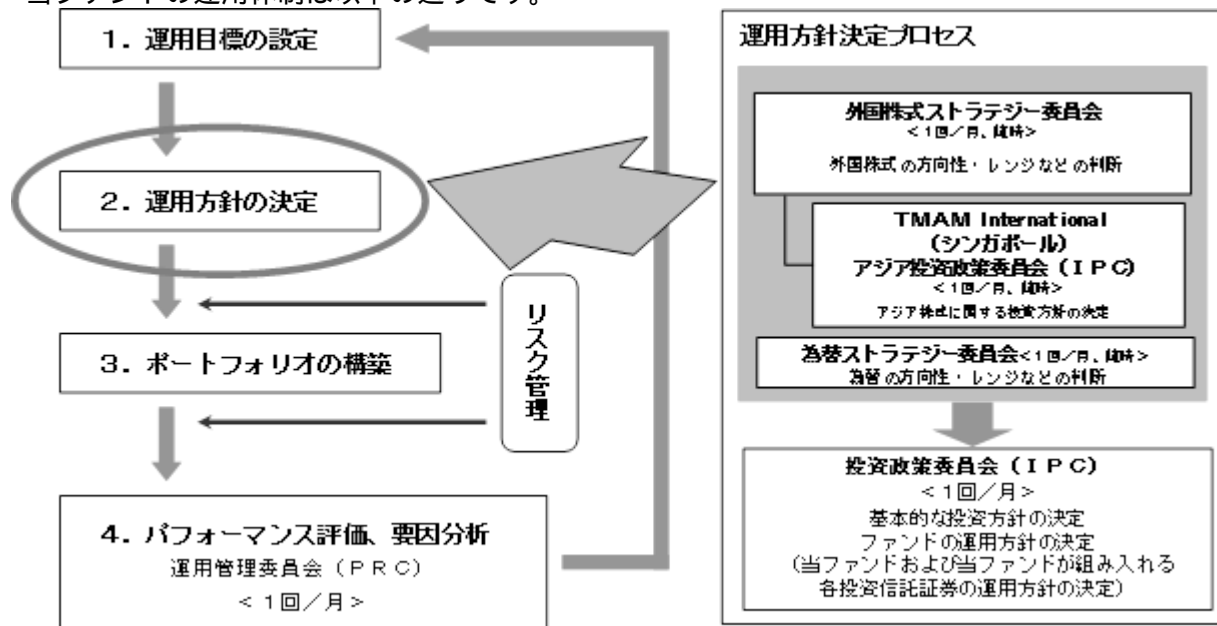 当ファンドの運用体制は以下の通りです。
1．運用目標の設定
2．運用方針の決定
3．ポートフォリオの構築
4．パフォーマンス評価、要因分析
運用管理委員会（ＰＲＣ）
＜１回／月＞
リスク管理
運用方針決定プロセス
外国株式ストラテジー委員会
＜１回／月、随時＞
外国株式の方向性・レンジなどの判断
TMAM International
（シンガポール）
アジア投資政策委員会（ＩＰＣ）
＜１回／月、随時＞
アジア株式に関する投資方針の決定
為替ストラテジー委員会＜１回／月、随時＞
為替の方向性・レンジなどの判断
投資政策委員会（ＩＰＣ）
＜１回／月＞
基本的な投資方針の決定
ファンドの運用方針の決定
（当ファンドおよび当ファンドが組み入れる
各投資信託証券の運用方針の決定）